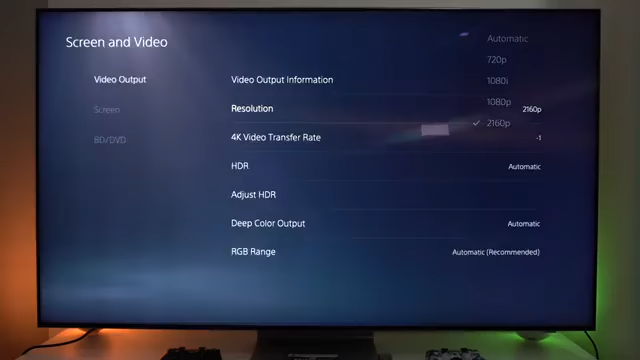 Screen and Video
Video Output
Screen
BD/DVD
Video Output Information
Resolution
2160p
4K Video Transfer Rate
-1
HDR
Automatic
Adjust HDR
Deep Color Output
Automatic
RGB Range
Automatic (Recommended)
Automatic
720p
1080i
1080p
2160p